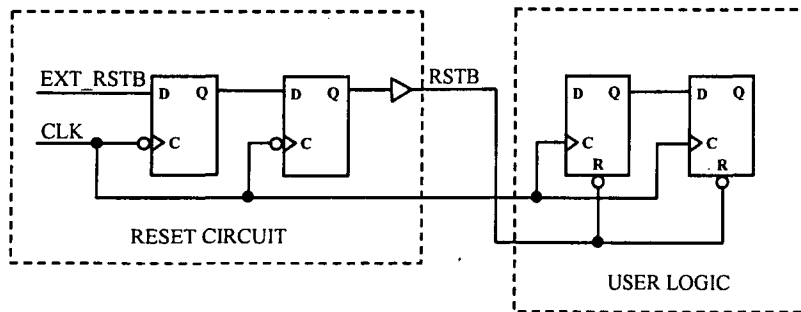 EXT_RSTB
CLK
D Q
C
D Q
C
RSTB
RESET CIRCUIT
D Q
C
R
D Q
C
R
USER LOGIC